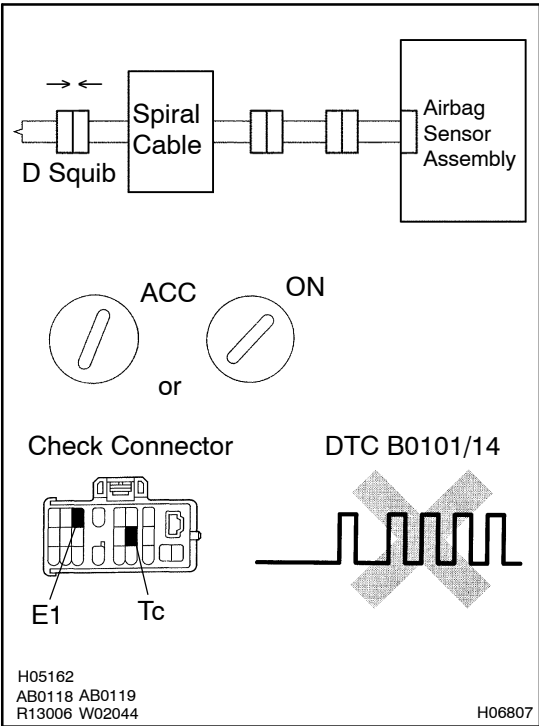 Spiral
Cable
Airbag
Sensor
Assembly
D Squib
ACC
ON
or
Check Connector
DTC B0101/14
E1
Tc
H05162
AB0118 AB0119
R13006 W02044
H06807